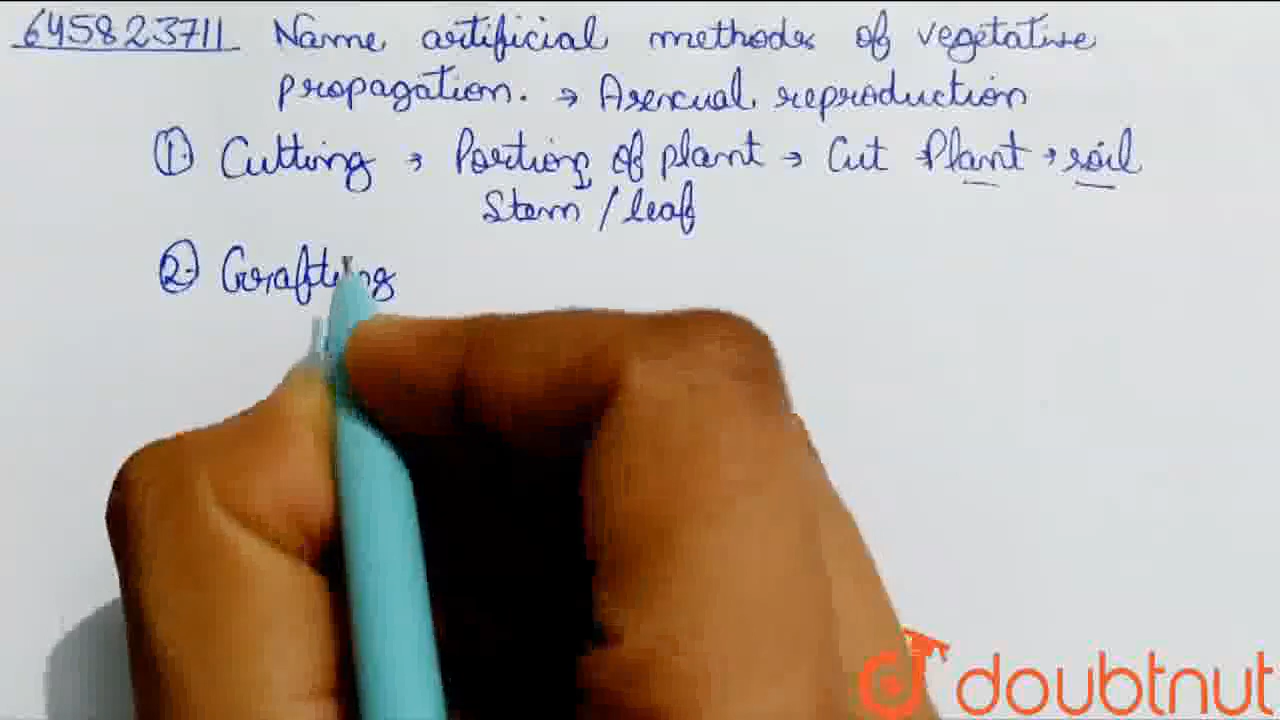 645823711 Name artificial methods of vegetative
propagation. → Asexual reproduction
① Cutting → Portion of plant → Cut Plant → soil
Stem / leaf
② Grafting
doubtnut